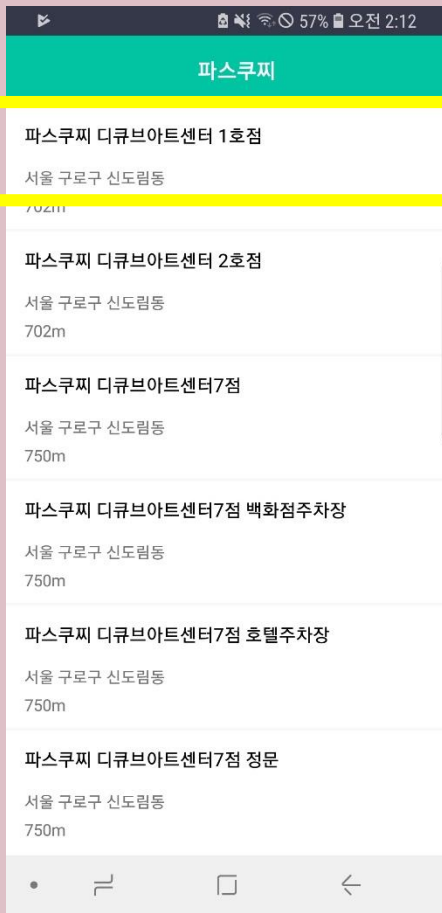 57% 오전 2:12
파스쿠찌
파스쿠찌 디큐브아트센터 1호점
서울 구로구 신도림동
702m
파스쿠찌 디큐브아트센터 2호점
서울 구로구 신도림동
702m
파스쿠찌 디큐브아트센터7점
서울 구로구 신도림동
750m
파스쿠찌 디큐브아트센터7점 백화점주차장
서울 구로구 신도림동
750m
파스쿠찌 디큐브아트센터7점 호텔주차장
서울 구로구 신도림동
750m
파스쿠찌 디큐브아트센터7점 정문
서울 구로구 신도림동
750m